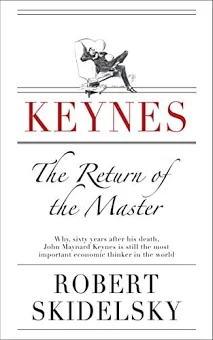 KEYNES
The Return of
the Master
Why, sixty years after his death,
John Maynard Keynes is still the most
important economic thinker in the world
ROBERT
SKIDELSKY